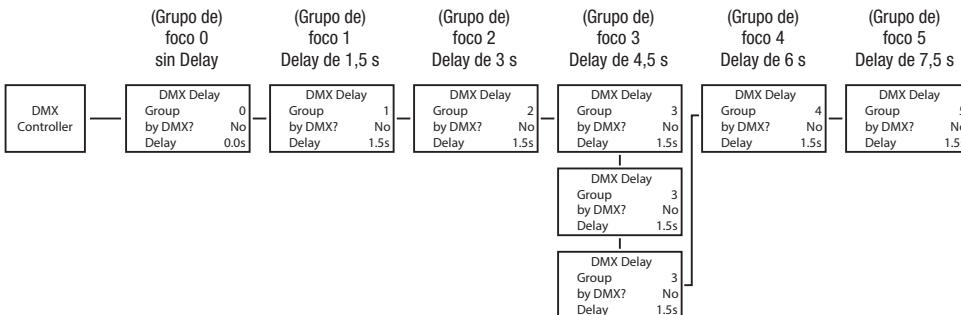 (Grupo de)
foco 0
sin Delay
(Grupo de)
foco 1
Delay de 1,5 s
(Grupo de)
foco 2
Delay de 3 s
(Grupo de)
foco 3
Delay de 4,5 s
(Grupo de)
foco 4
Delay de 6 s
(Grupo de)
foco 5
Delay de 7,5 s
DMX
Controller
DMX Delay
Group 0
by DMX? No
Delay 0.0s
DMX Delay
Group 1
by DMX? No
Delay 1.5s
DMX Delay
Group 2
by DMX? No
Delay 1.5s
DMX Delay
Group 3
by DMX? No
Delay 1.5s
DMX Delay
Group 3
by DMX? No
Delay 1.5s
DMX Delay
Group 3
by DMX? No
Delay 1.5s
DMX Delay
Group 4
by DMX? No
Delay 1.5s
DMX Delay
Group 5
by DMX? No
Delay 1.5s